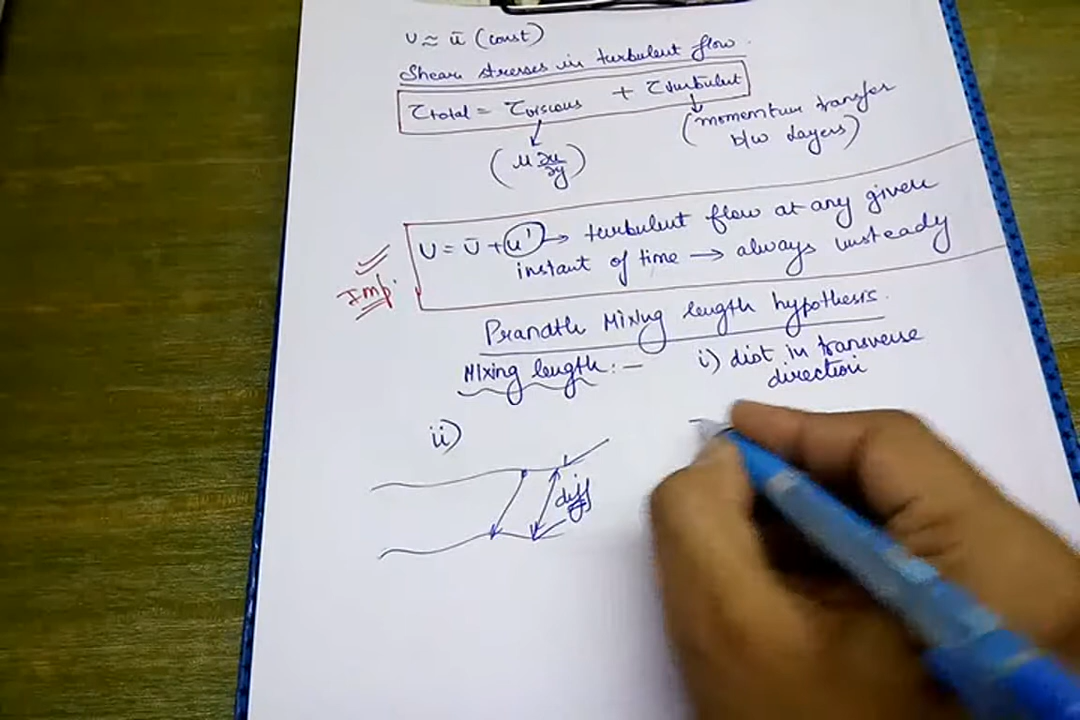 U ≈ ū (const)
Shear stresses in turbulent flow.
τtotal = τviscous + τturbulent
(μ ∂u/∂y)
(momentum transfer
b/w layers)
U = ū + u' → turbulent flow at any given
instant of time → always unsteady
Imp.
Prandtl Mixing length hypothesis.
Mixing length :—
i) dist in transverse
direction
ii)
diff